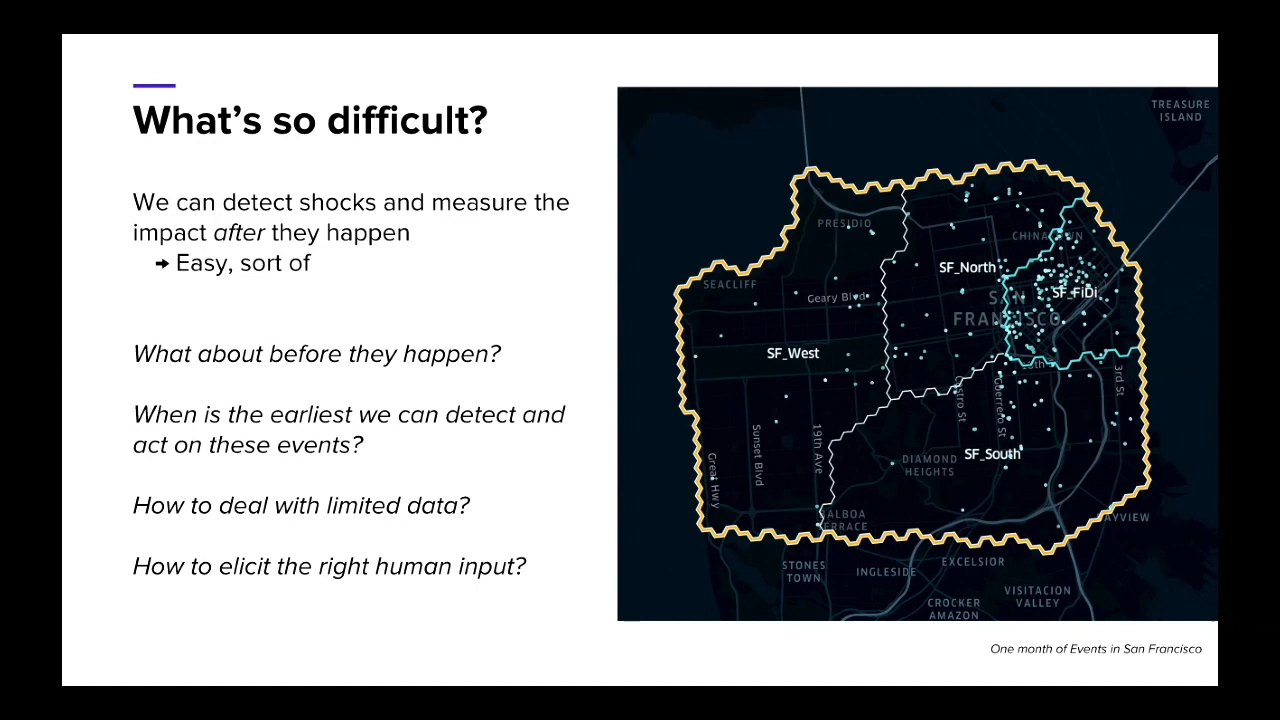 What's so difficult?
We can detect shocks and measure the
impact after they happen
➔ Easy, sort of
What about before they happen?
When is the earliest we can detect and
act on these events?
How to deal with limited data?
How to elicit the right human input?
TREASURE
ISLAND
PRESIDIO
CHINATOWN
SF_North
SEACLIFF
Geary Blvd
SF_FiDi
SAN
FRANCISCO
SF_West
3rd St
Castro St
Guerrero St
Sunset Blvd
19th Ave
Great Hwy
SF_South
DIAMOND
HEIGHTS
BALBOA
TERRACE
BAYVIEW
STONES
TOWN
INGLESIDE
EXCELSIOR
VISITACION
VALLEY
CROCKER
AMAZON
One month of Events in San Francisco